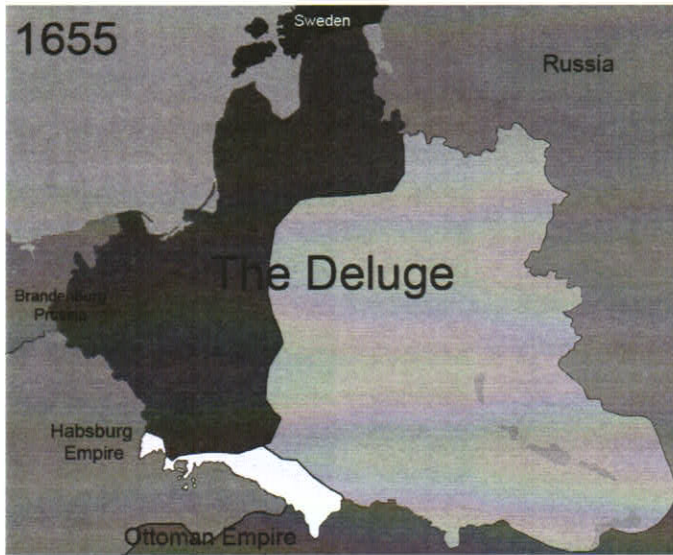 Sweden
1655
Russia
The Deluge
Brandenburg
Prussia
Habsburg
Empire
Ottoman Empire